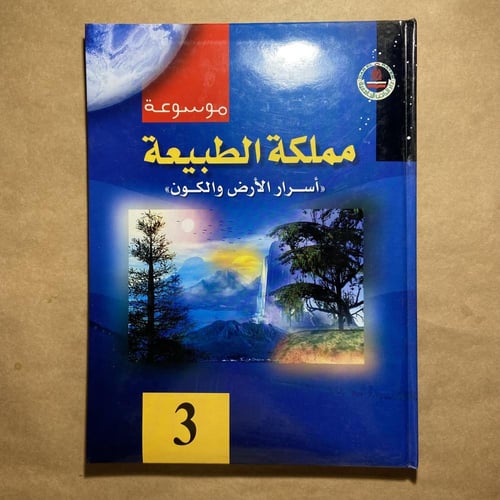 موسوعة
مملكة الطبيعة
«أسرار الأرض والكون»
3